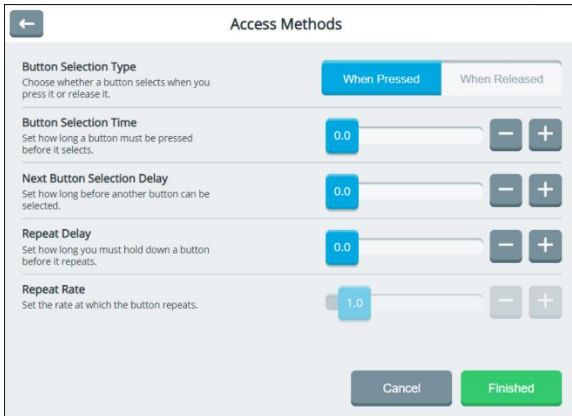 Access Methods
Button Selection Type
Choose whether a button selects when you
press it or release it.
When Pressed
When Released
Button Selection Time
Set how long a button must be pressed
before it selects.
0.0
Next Button Selection Delay
Set how long before another button can be
selected.
0.0
Repeat Delay
Set how long you must hold down a button
before it repeats.
0.0
Repeat Rate
Set the rate at which the button repeats.
1.0
Cancel
Finished